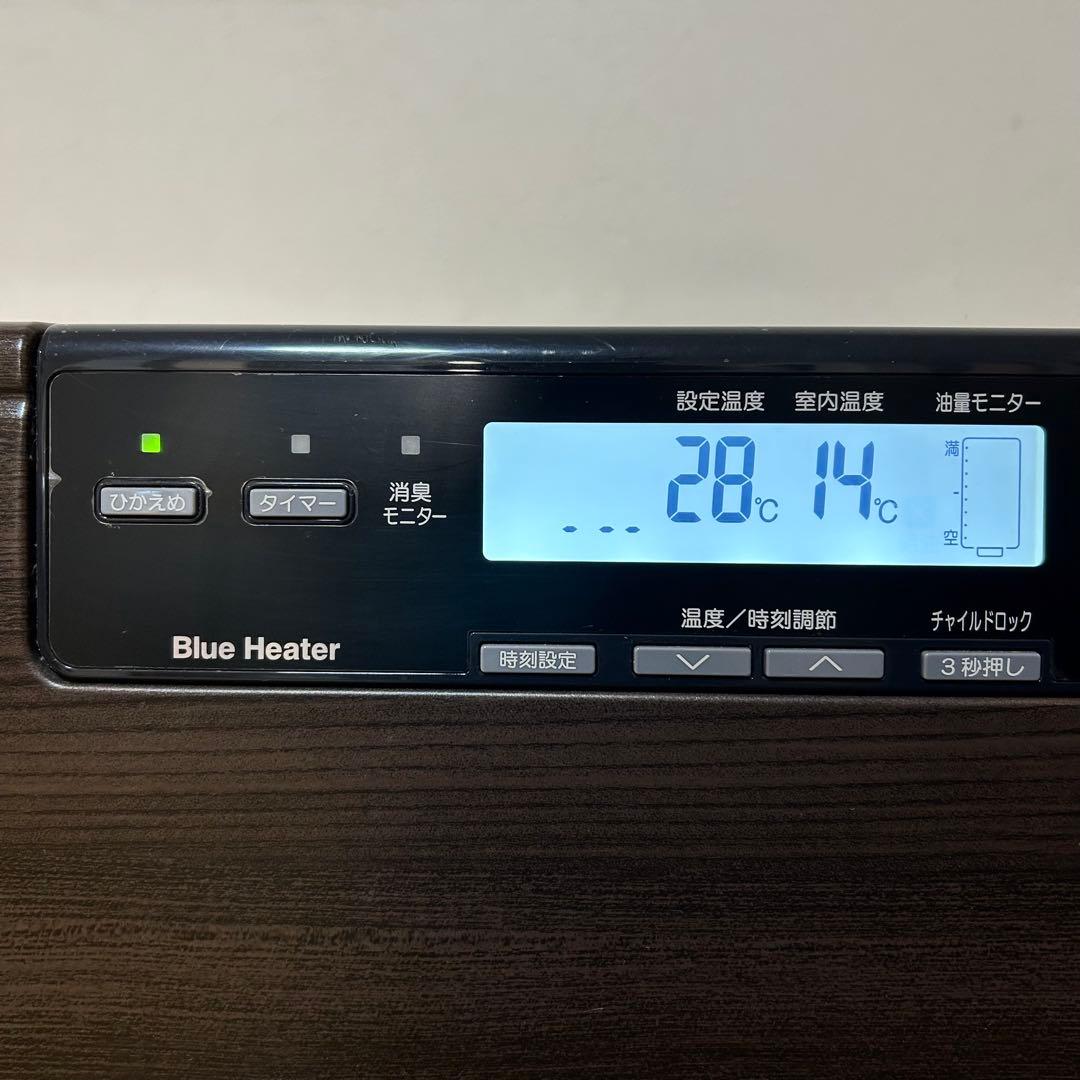 設定温度 室内温度 油量モニター
ひかえめ タイマー 消臭
モニター
28℃ 14℃ 満
空
- - -
温度／時刻調節 チャイルドロック
Blue Heater
時刻設定 3秒押し